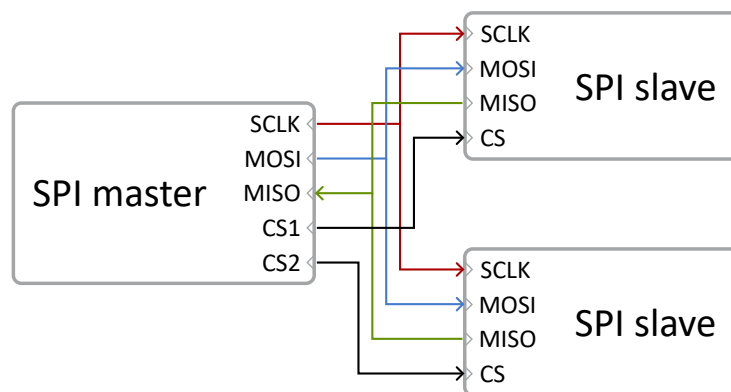 SPI master
SCLK
MOSI
MISO
CS1
CS2
SCLK
MOSI
MISO
CS
SPI slave
SCLK
MOSI
MISO
CS
SPI slave